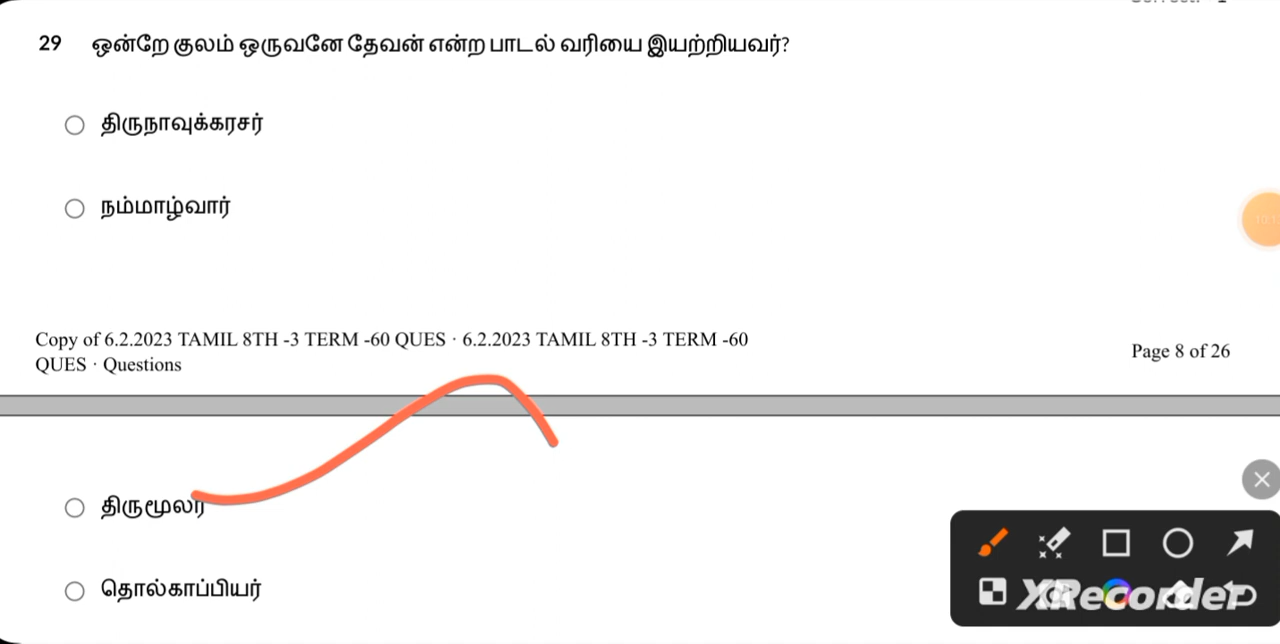 29 ஒன்றே குலம் ஒருவனே தேவன் என்ற பாடல் வரியை இயற்றியவர்?
திருநாவுக்கரசர்
நம்மாழ்வார்
Copy of 6.2.2023 TAMIL 8TH -3 TERM -60 QUES · 6.2.2023 TAMIL 8TH -3 TERM -60
QUES · Questions
Page 8 of 26
திருமூலர்
தொல்காப்பியர்
XRecorder